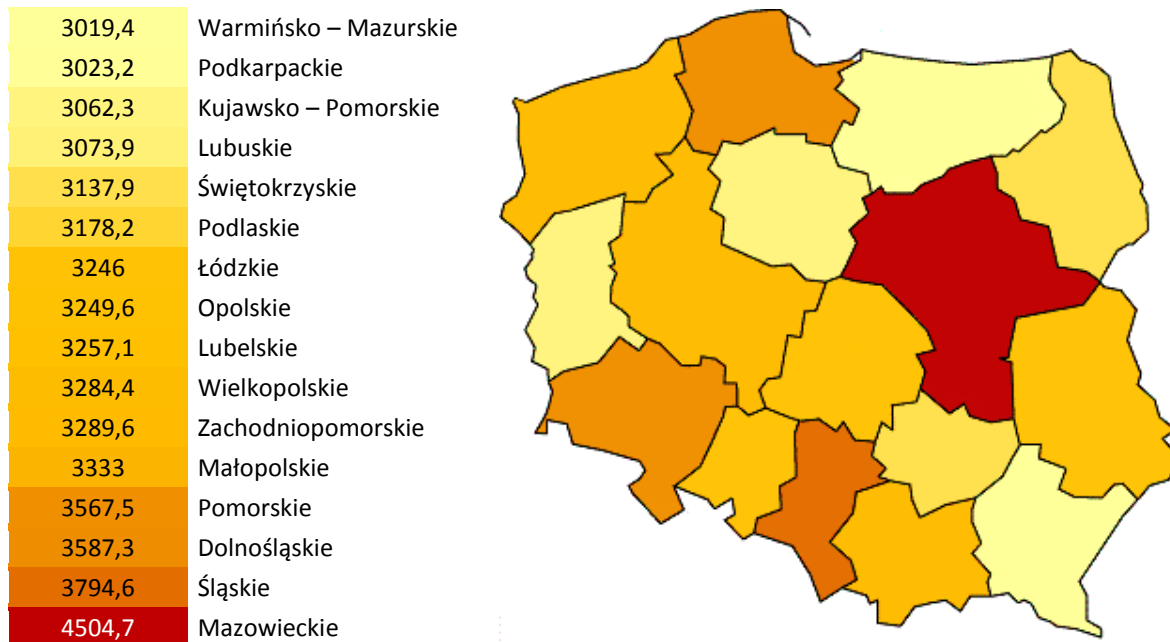 3019,4 Warmińsko – Mazurskie
3023,2 Podkarpackie
3062,3 Kujawsko – Pomorskie
3073,9 Lubuskie
3137,9 Świętokrzyskie
3178,2 Podlaskie
3246 Łódzkie
3249,6 Opolskie
3257,1 Lubelskie
3284,4 Wielkopolskie
3289,6 Zachodniopomorskie
3333 Małopolskie
3567,5 Pomorskie
3587,3 Dolnośląskie
3794,6 Śląskie
4504,7 Mazowieckie